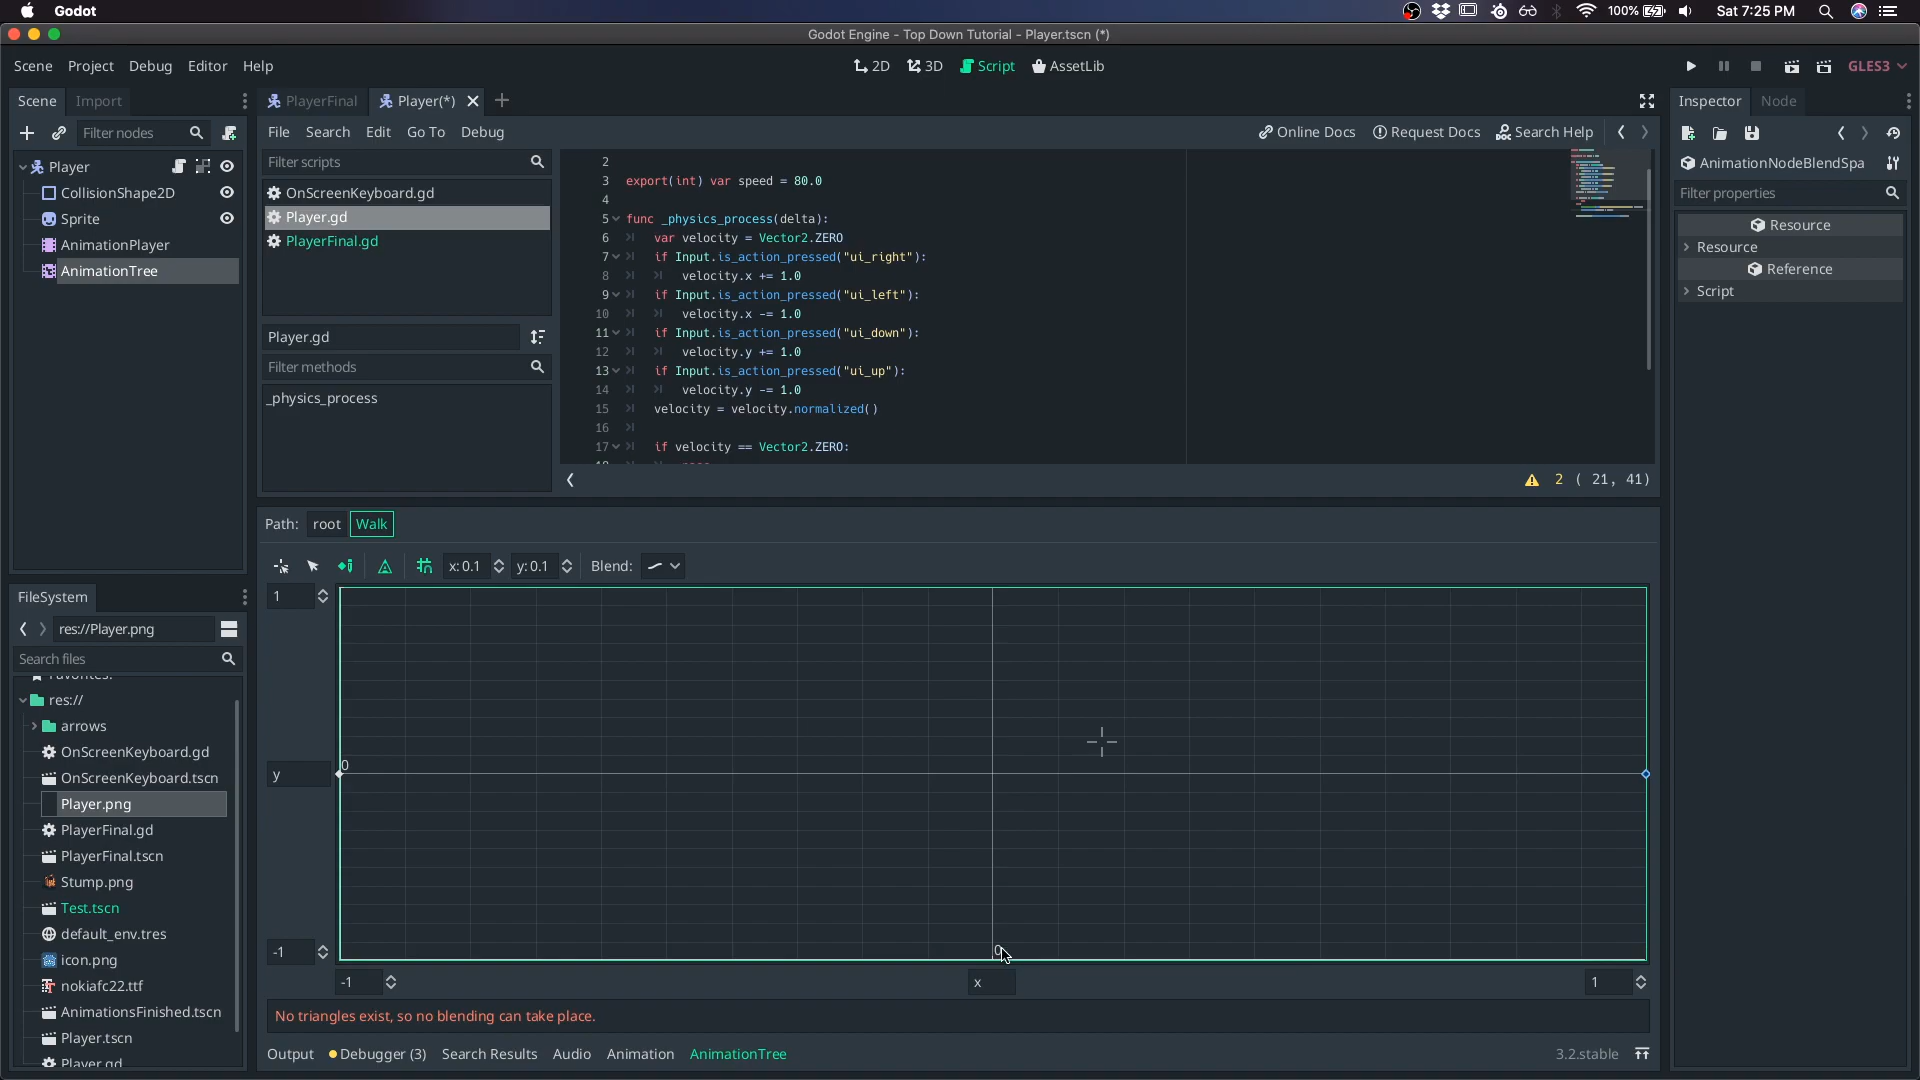 Godot
100%
Sat 7:25 PM
Godot Engine - Top Down Tutorial - Player.tscn (*)
Scene Project Debug Editor Help
2D 3D Script AssetLib
GLES3
Scene Import
Filter nodes
Player
CollisionShape2D
Sprite
AnimationPlayer
AnimationTree
PlayerFinal Player(*)
File Search Edit Go To Debug
Online Docs Request Docs Search Help
Filter scripts
OnScreenKeyboard.gd
Player.gd
PlayerFinal.gd
Player.gd
Filter methods
_physics_process
2
3 export(int) var speed = 80.0
4
5 func _physics_process(delta):
6 var velocity = Vector2.ZERO
7 if Input.is_action_pressed("ui_right"):
8 velocity.x += 1.0
9 if Input.is_action_pressed("ui_left"):
10 velocity.x -= 1.0
11 if Input.is_action_pressed("ui_down"):
12 velocity.y += 1.0
13 if Input.is_action_pressed("ui_up"):
14 velocity.y -= 1.0
15 velocity = velocity.normalized()
16
17 if velocity == Vector2.ZERO:
2 ( 21, 41)
Inspector Node
AnimationNodeBlendSpa
Filter properties
Resource
Resource
Reference
Script
FileSystem
res://Player.png
Search files
Favorites:
res://
arrows
OnScreenKeyboard.gd
OnScreenKeyboard.tscn
Player.png
PlayerFinal.gd
PlayerFinal.tscn
Stump.png
Test.tscn
default_env.tres
icon.png
nokiafc22.ttf
AnimationsFinished.tscn
Player.tscn
Player.gd
Path: root Walk
x: 0.1 y: 0.1 Blend:
1
0
y
0
-1
-1 x 1
No triangles exist, so no blending can take place.
Output Debugger (3) Search Results Audio Animation AnimationTree
3.2.stable